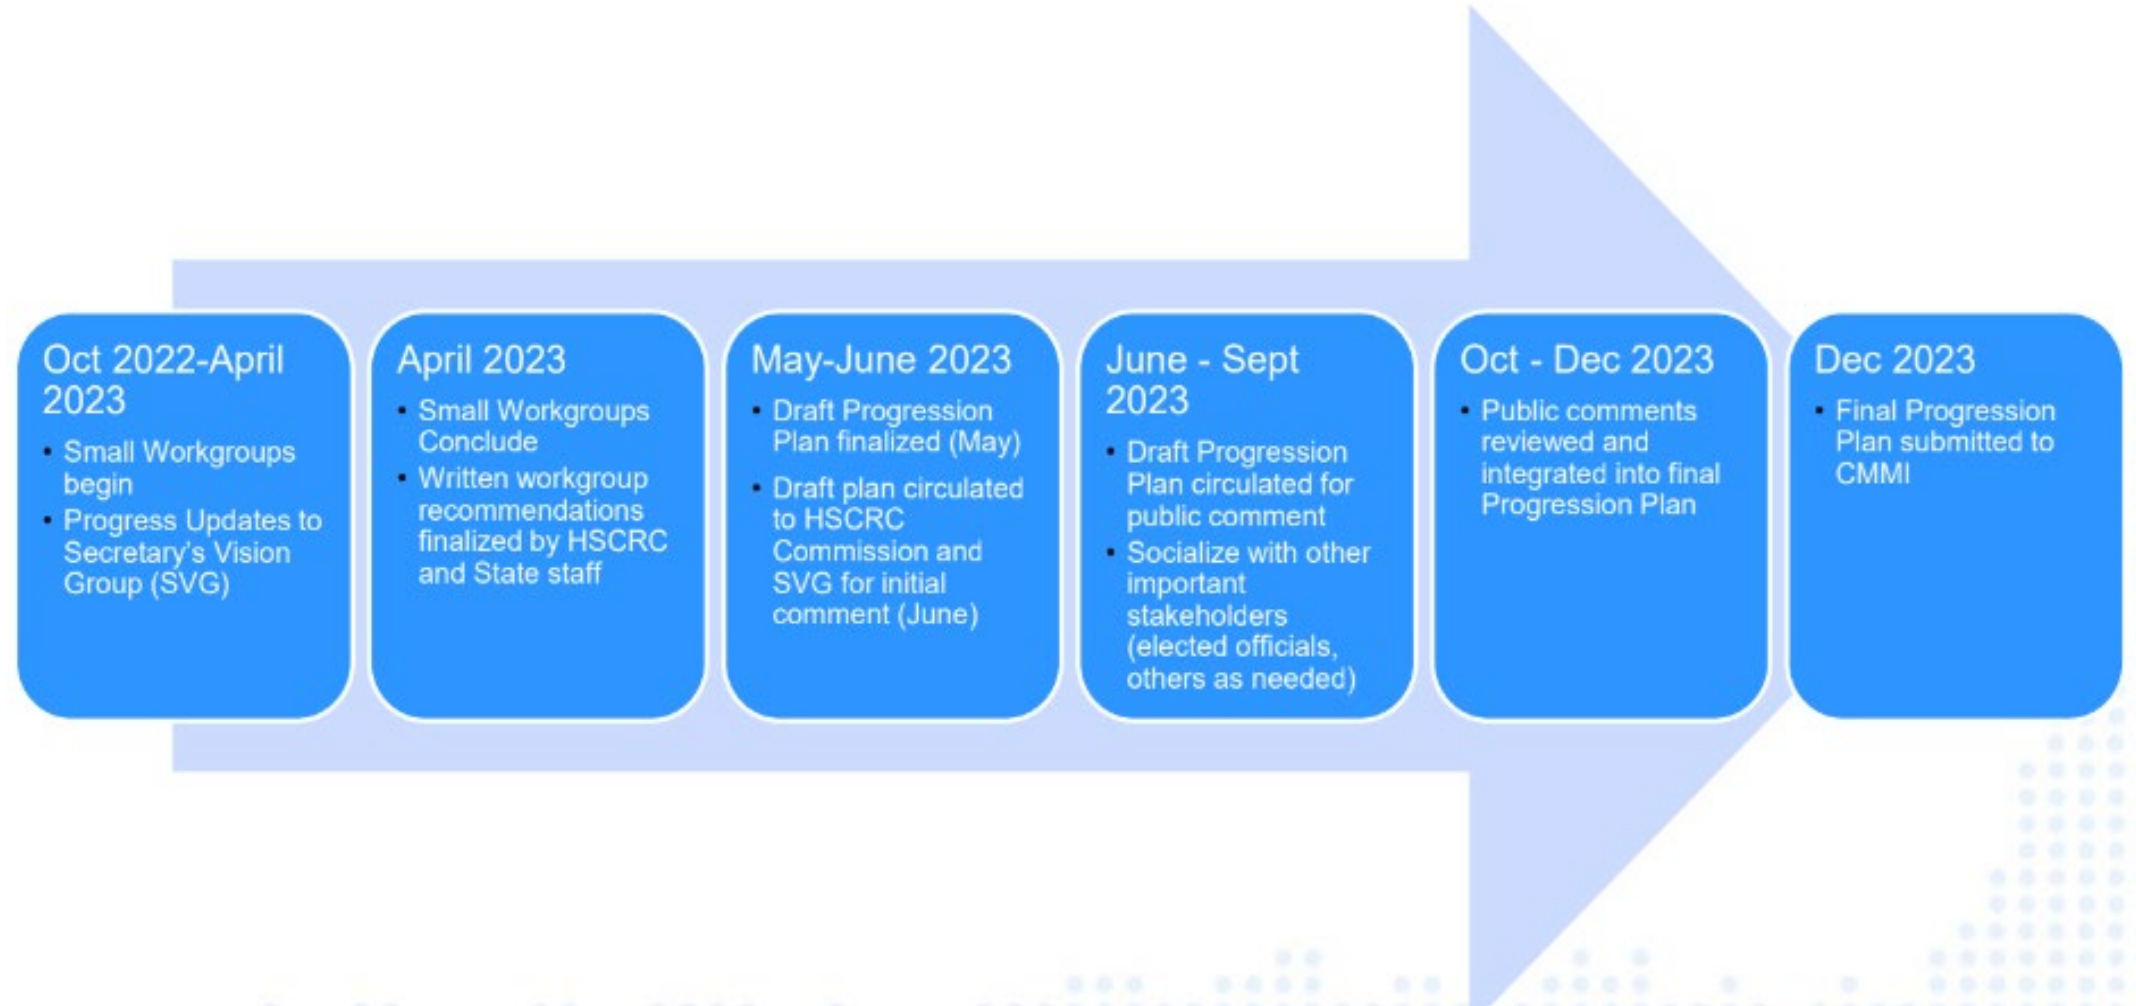 Oct 2022-April
2023
• Small Workgroups
begin
• Progress Updates to
Secretary's Vision
Group (SVG)
April 2023
• Small Workgroups
Conclude
• Written workgroup
recommendations
finalized by HSCRC
and State staff
May-June 2023
• Draft Progression
Plan finalized (May)
• Draft plan circulated
to HSCRC
Commission and
SVG for initial
comment (June)
June - Sept
2023
• Draft Progression
Plan circulated for
public comment
• Socialize with other
important
stakeholders
(elected officials,
others as needed)
Oct - Dec 2023
• Public comments
reviewed and
integrated into final
Progression Plan
Dec 2023
• Final Progression
Plan submitted to
CMMI